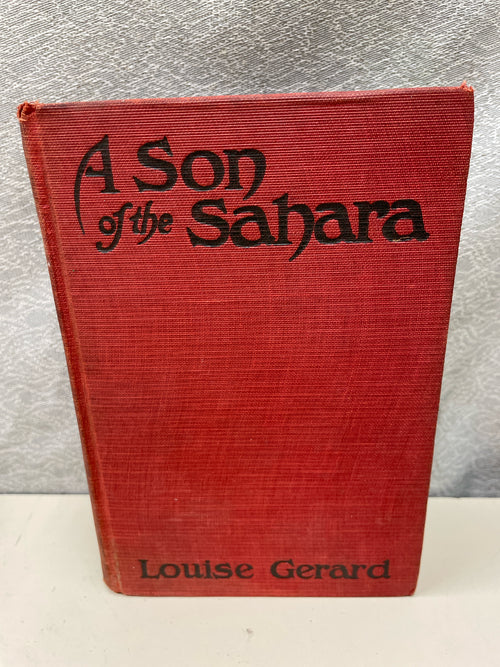 A Son
of the Sahara
Louise Gerard